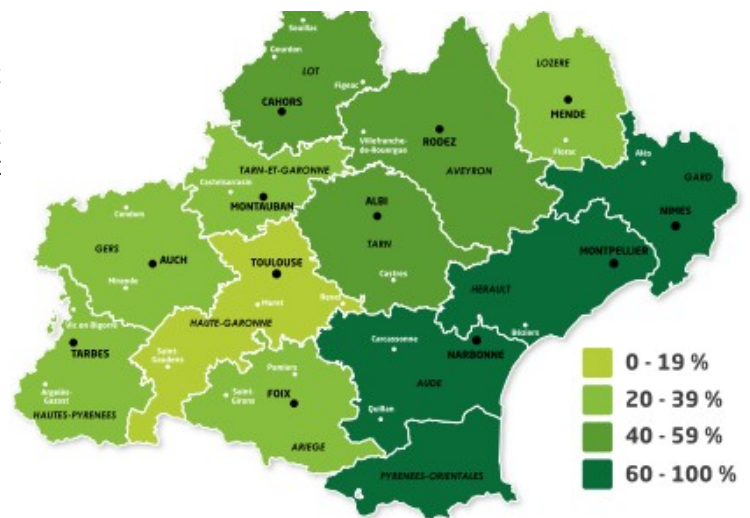 Souillac
Gourdon
LOT
Figeac
CAHORS
LOZERE
MENDE
Florac
Villefranche-
de-Rouergue
RODEZ
AVEYRON
Alès
GARD
NIMES
TARN-ET-GARONNE
Castelsarrasin
MONTAUBAN
ALBI
TARN
Castres
Condom
GERS
AUCH
Mirande
TOULOUSE
Muret
Revel
HAUTE-GARONNE
Saint-
Gaudens
MONTPELLIER
HERAULT
Béziers
Vic en Bigorre
TARBES
Argelès-
Gazost
HAUTES-PYRENEES
Pamiers
Saint-
Girons
FOIX
ARIEGE
Carcassonne
NARBONNE
AUDE
Quillan
PYRENEES-ORIENTALES
0 - 19 %
20 - 39 %
40 - 59 %
60 - 100 %